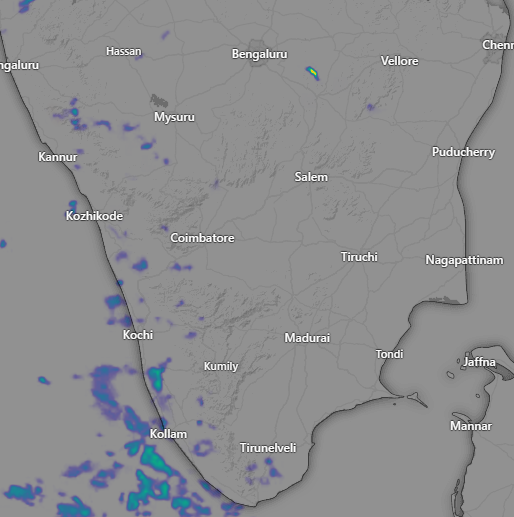 Hassan
Bengaluru
Chenn
ngaluru
Vellore
Mysuru
Kannur
Puducherry
Salem
Kozhikode
Coimbatore
Tiruchi
Nagapattinam
Kochi
Madurai
Tondi
Kumily
Jaffna
Mannar
Kollam
Tirunelveli